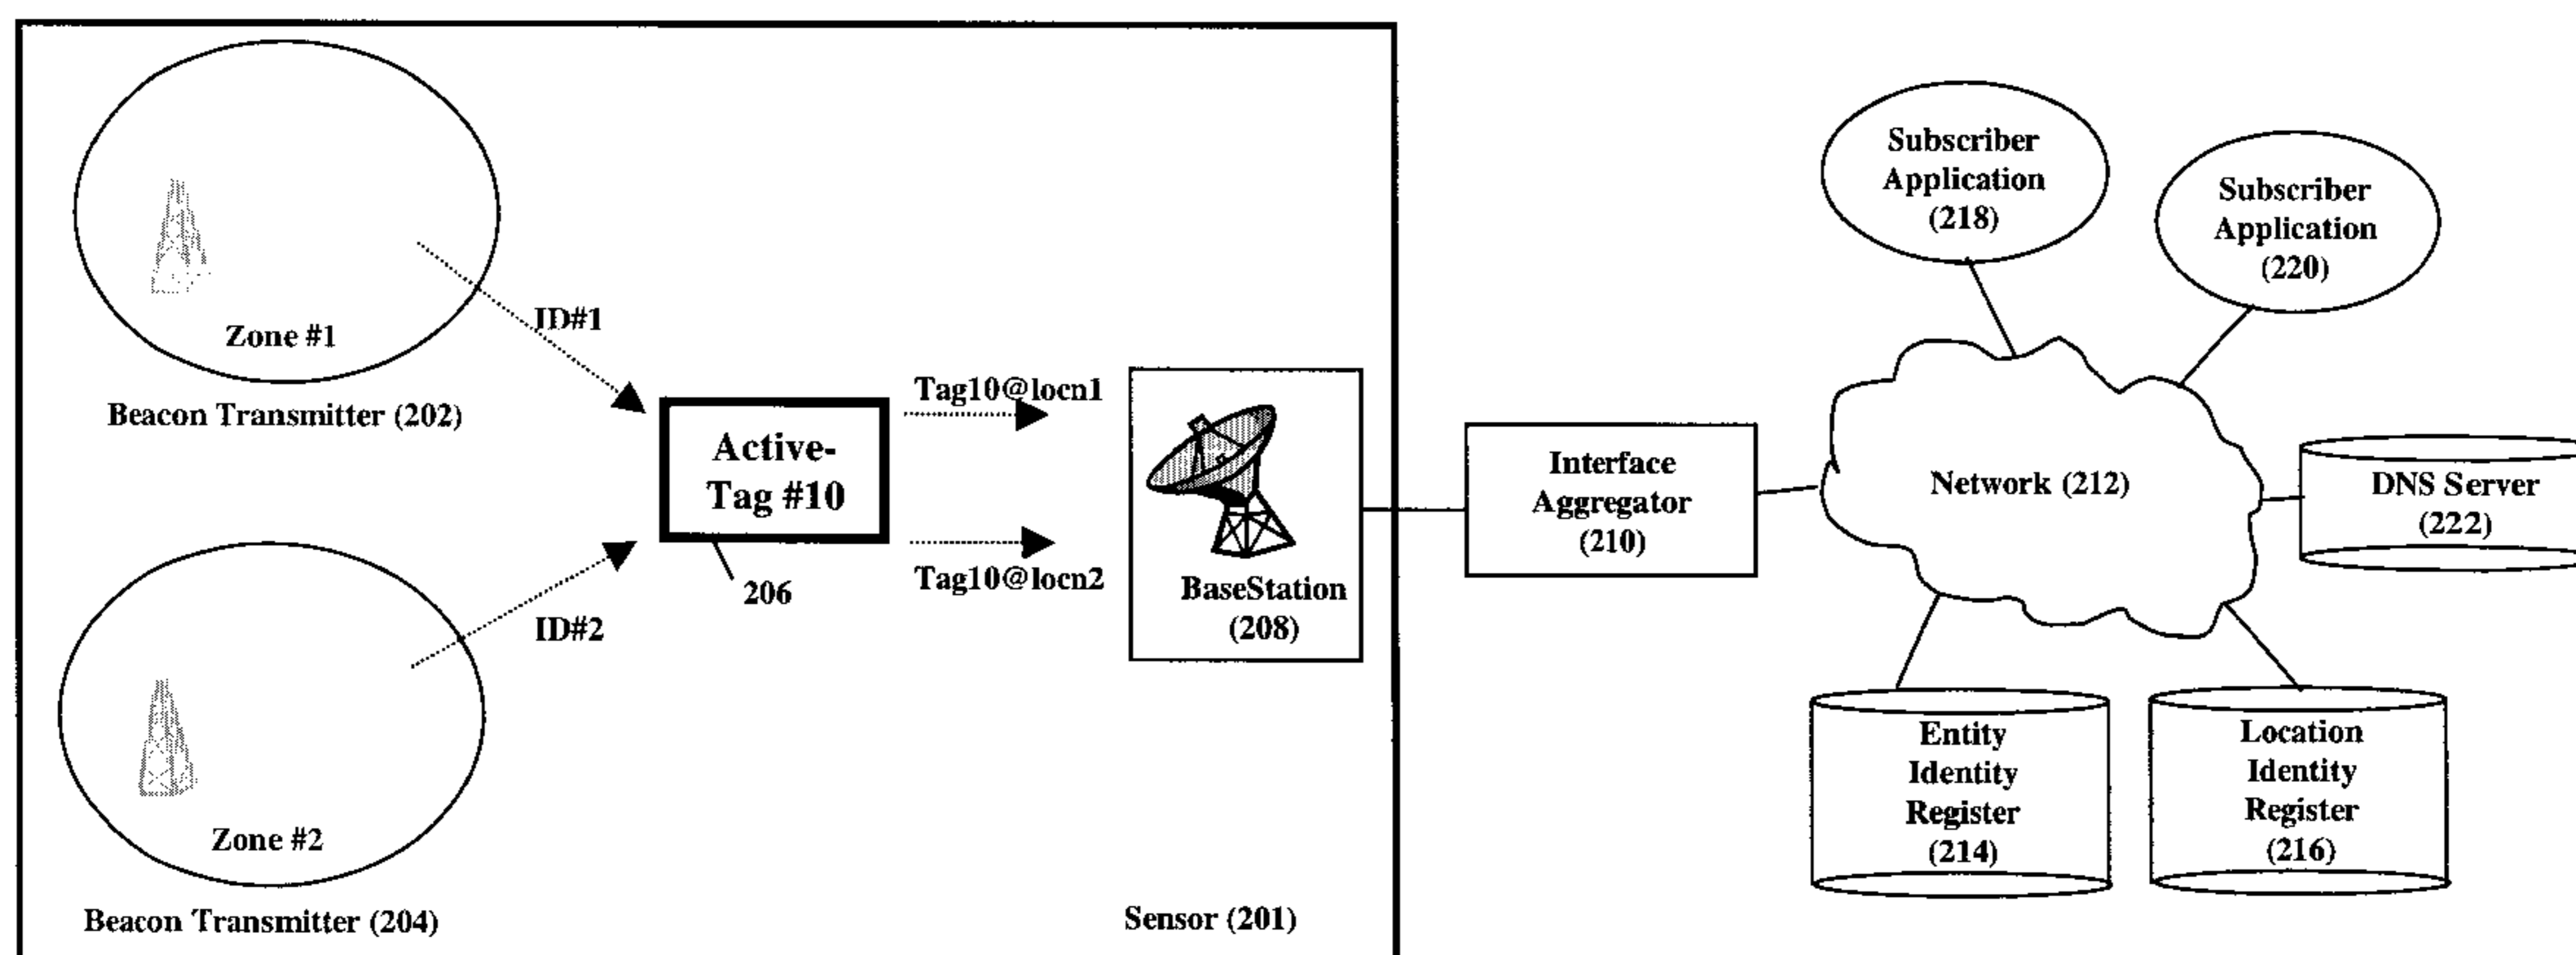 Zone #1
Beacon Transmitter (202)
ID#1
Zone #2
Beacon Transmitter (204)
ID#2
Active-
Tag #10
206
Tag10@locn1
Tag10@locn2
BaseStation
(208)
Sensor (201)
Interface
Aggregator
(210)
Network (212)
Subscriber
Application
(218)
Subscriber
Application
(220)
DNS Server
(222)
Entity
Identity
Register
(214)
Location
Identity
Register
(216)